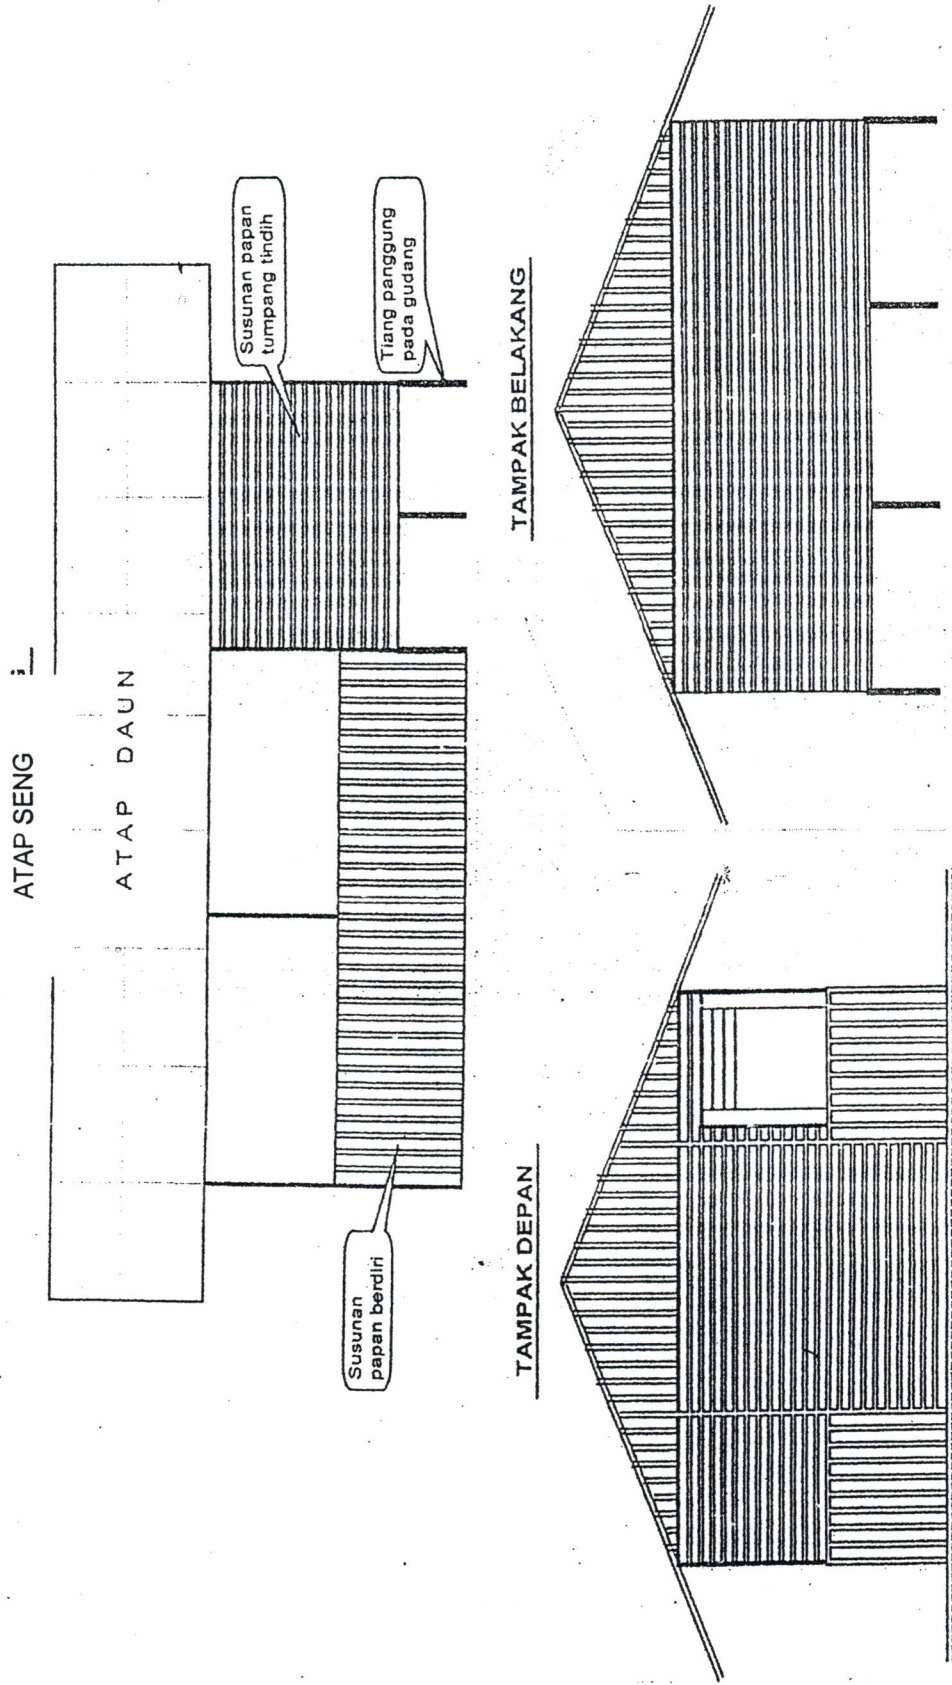 ATAP SENG
ATAP DAUN
Susunan papan
tumpang tindih
Tiang panggung
pada gudang
Susunan
papan berdiri
TAMPAK DEPAN
TAMPAK BELAKANG